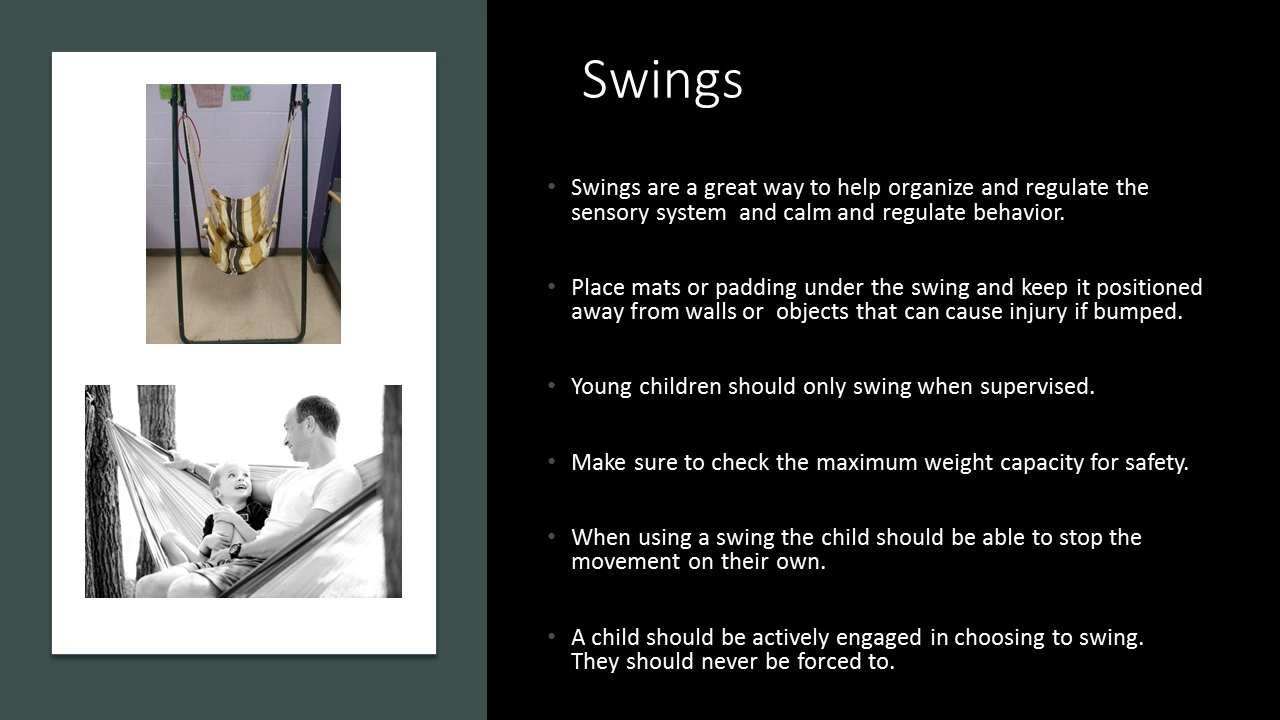 Swings
• Swings are a great way to help organize and regulate the
sensory system  and calm and regulate behavior.
• Place mats or padding under the swing and keep it positioned
away from walls or  objects that can cause injury if bumped.
• Young children should only swing when supervised.
• Make sure to check the maximum weight capacity for safety.
• When using a swing the child should be able to stop the
movement on their own.
• A child should be actively engaged in choosing to swing.
They should never be forced to.